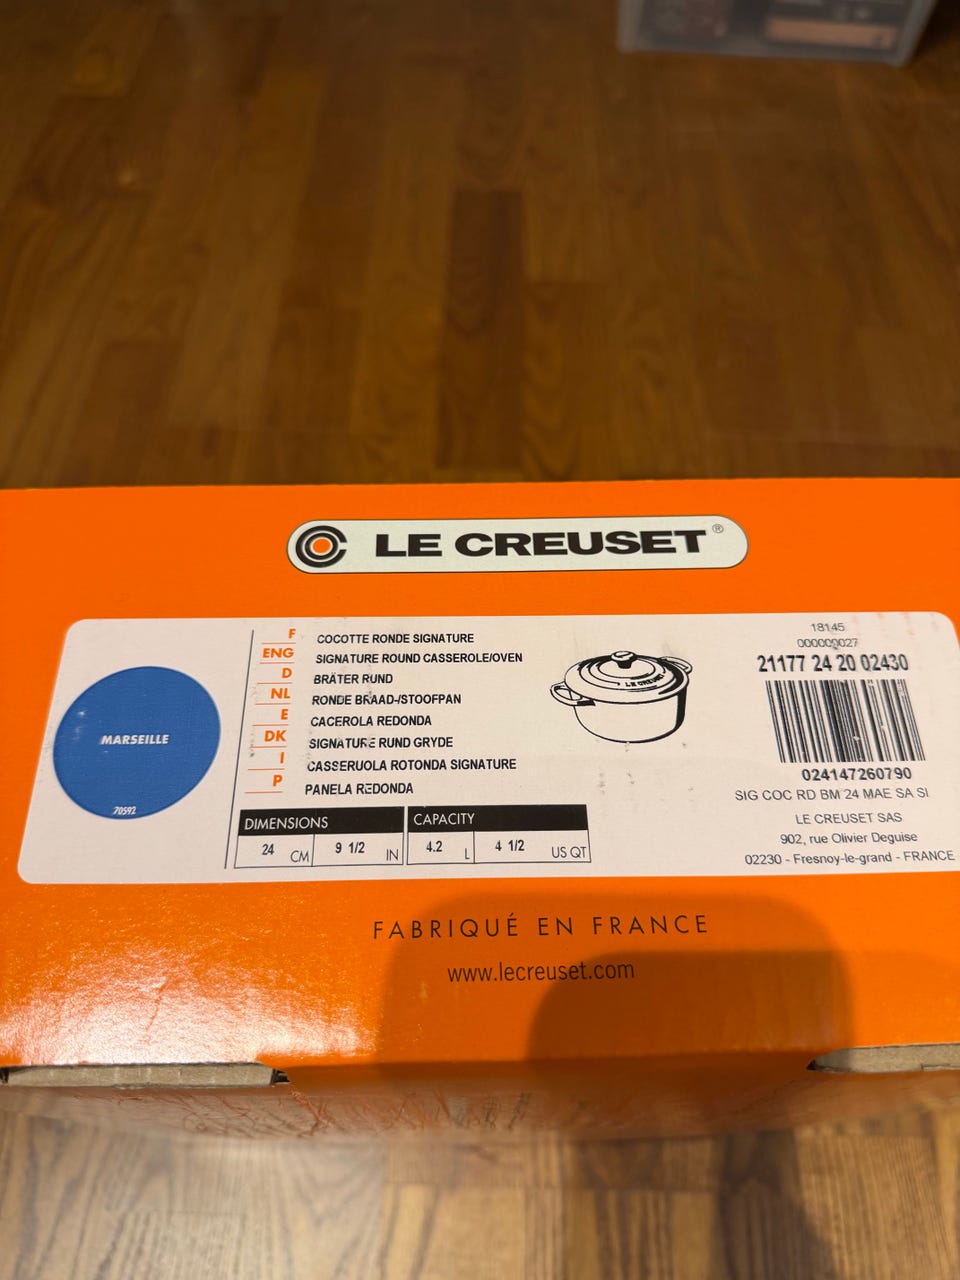 LE CREUSET®
MARSEILLE
70592
F COCOTTE RONDE SIGNATURE
ENG SIGNATURE ROUND CASSEROLE/OVEN
D BRÄTER RUND
NL RONDE BRAAD-/STOOFPAN
E CACEROLA REDONDA
DK SIGNATURE RUND GRYDE
I CASSERUOLA ROTONDA SIGNATURE
P PANELA REDONDA
DIMENSIONS
24 CM 9 1/2 IN
CAPACITY
4.2 L 4 1/2 US QT
LE CREUSET
18145
000000027
21177 24 20 02430
024147260790
SIG COC RD BM 24 MAE SA SI
LE CREUSET SAS
902, rue Olivier Deguise
02230 - Fresnoy-le-grand - FRANCE
FABRIQUÉ EN FRANCE
www.lecreuset.com